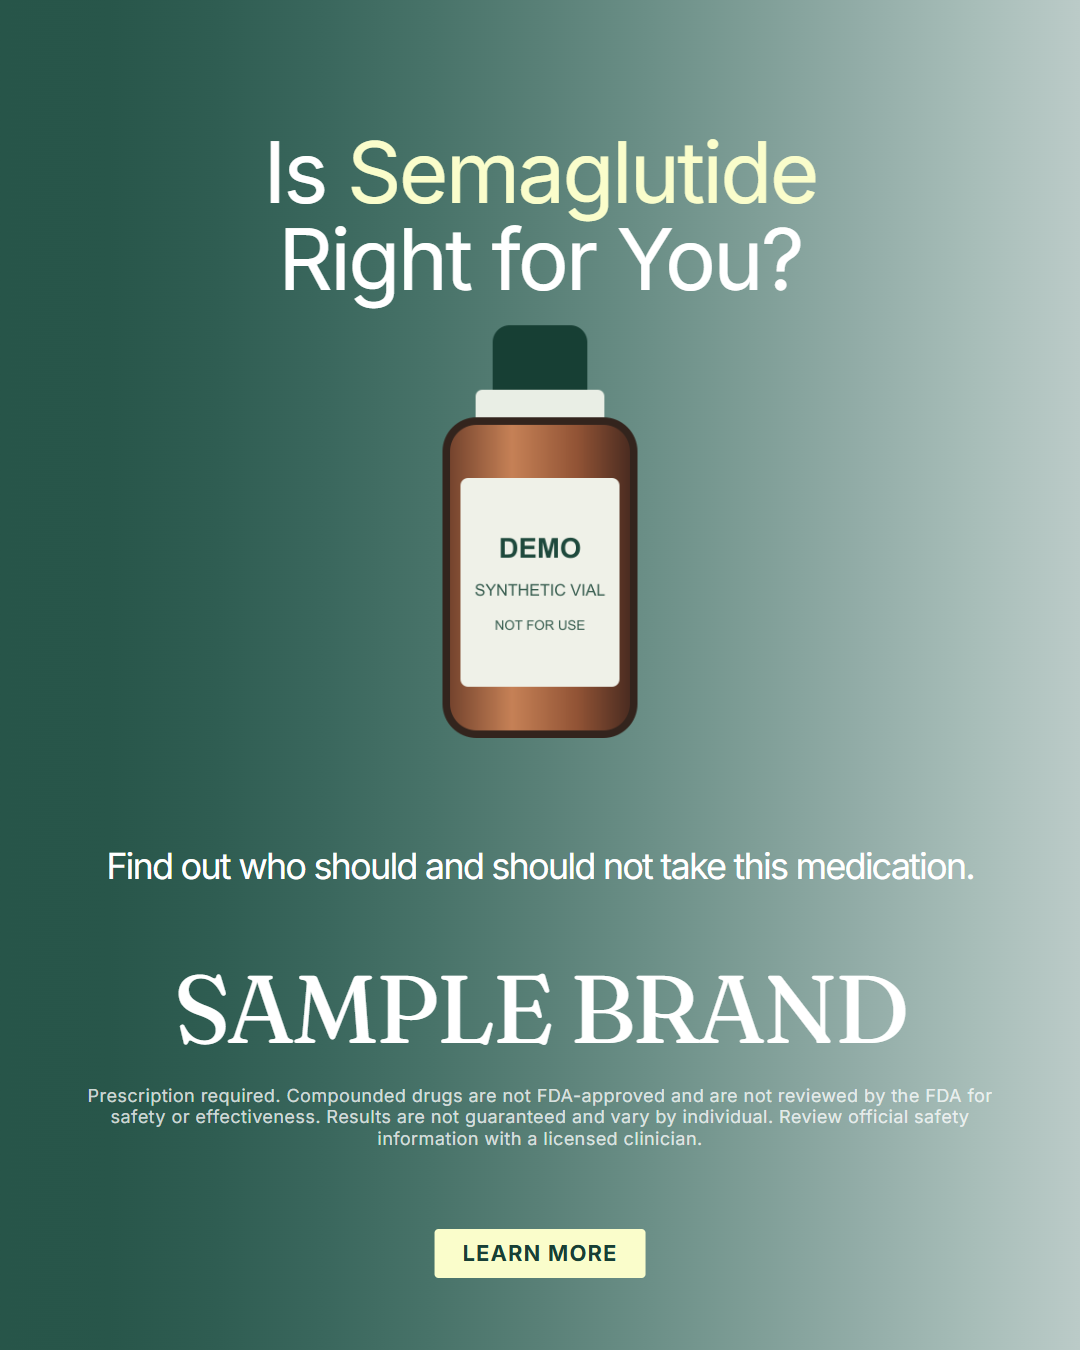 Is Semaglutide
Right for You?
DEMO
SYNTHETIC VIAL
NOT FOR USE
Find out who should and should not take this medication.
SAMPLE BRAND
Prescription required. Compounded drugs are not FDA-approved and are not reviewed by the FDA for
safety or effectiveness. Results are not guaranteed and vary by individual. Review official safety
information with a licensed clinician.
LEARN MORE